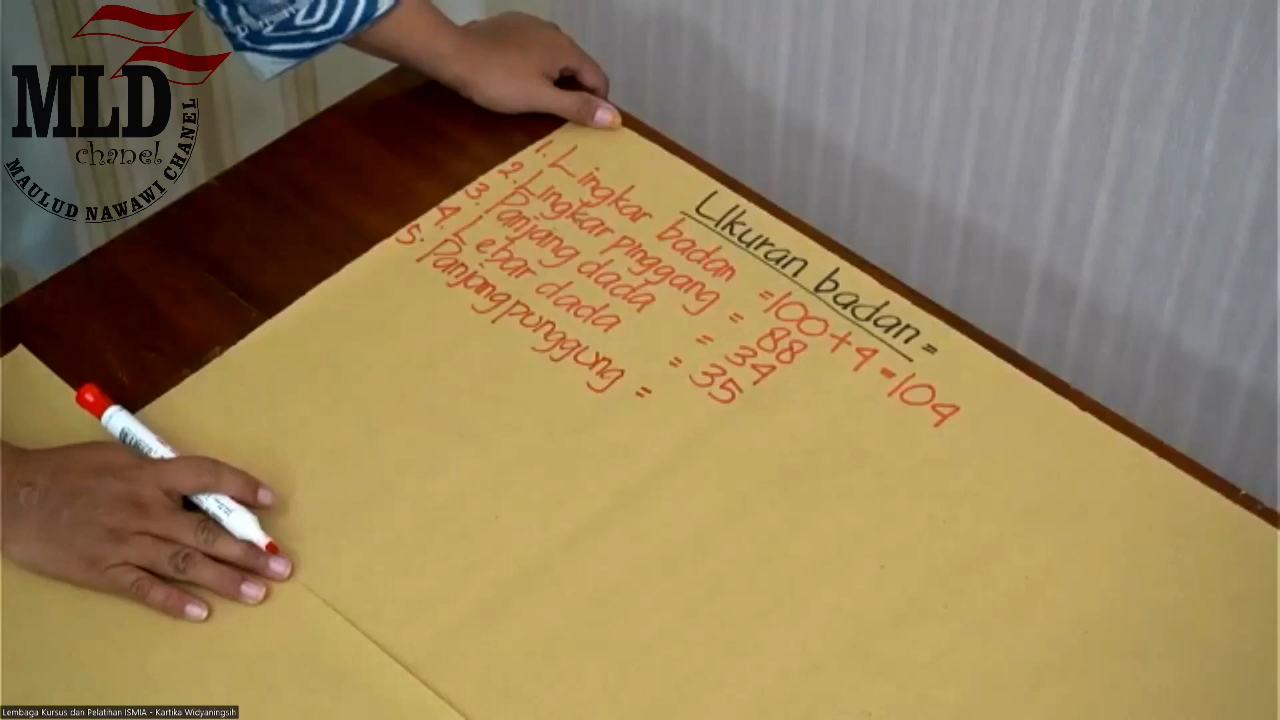 MLD
chanel
MAULUD NAWAWI CHANEL
Ukuran badan =
1. Lingkar badan = 100 + 4 = 104
2. Lingkar pinggang = 88
3. Panjang dada = 34
4. Lebar dada = 35
5. Panjang punggung =
Lembaga Kursus dan Pelatihan ISMIA - Kartika Widyaningsih